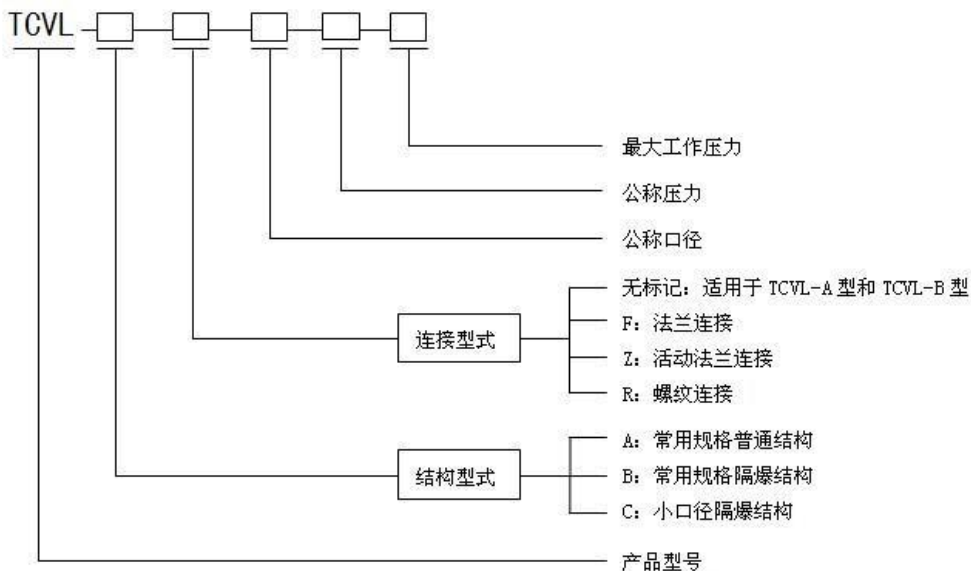 TCVL
最大工作压力
公称压力
公称口径
无标记：适用于 TCVL-A 型和 TCVL-B 型
F：法兰连接
连接型式
Z：活动法兰连接
R：螺纹连接
A：常用规格普通结构
结构型式
B：常用规格隔爆结构
C：小口径隔爆结构
产品型号